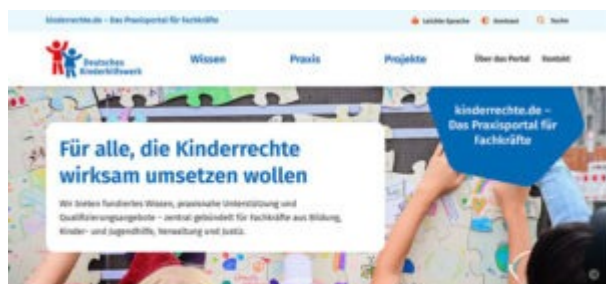 kinderrechte.de – Das Praxisportal für Fachkräfte
Leichte Sprache Kontrast Suche
Deutsches
Kinderhilfswerk
Wissen Praxis Projekte Über das Portal Kontakt
kinderrechte.de –
Das Praxisportal für
Fachkräfte
Für alle, die Kinderrechte
wirksam umsetzen wollen
Wir bieten fundiertes Wissen, praxisnahe Unterstützung und
Qualifizierungsangebote – zentral gebündelt für Fachkräfte aus Bildung,
Kinder- und Jugendhilfe, Verwaltung und Justiz.